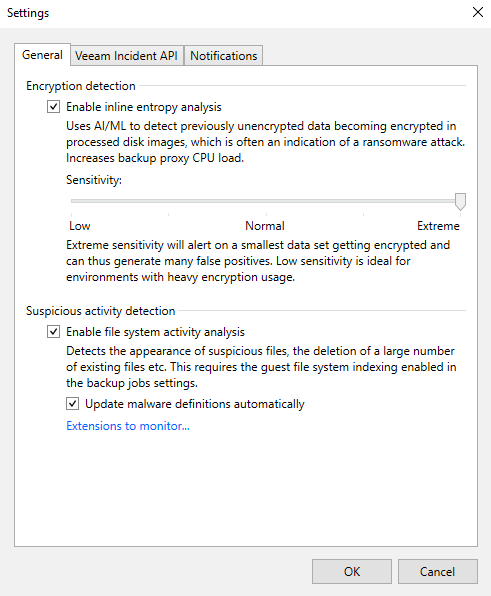 Settings
General
Veeam Incident API
Notifications
Encryption detection
Enable inline entropy analysis
Uses AI/ML to detect previously unencrypted data becoming encrypted in
processed disk images, which is often an indication of a ransomware attack.
Increases backup proxy CPU load.
Sensitivity:
Low
Normal
Extreme
Extreme sensitivity will alert on a smallest data set getting encrypted and
can thus generate many false positives. Low sensitivity is ideal for
environments with heavy encryption usage.
Suspicious activity detection
Enable file system activity analysis
Detects the appearance of suspicious files, the deletion of a large number
of existing files etc. This requires the guest file system indexing enabled in
the backup jobs settings.
Update malware definitions automatically
Extensions to monitor...
OK
Cancel